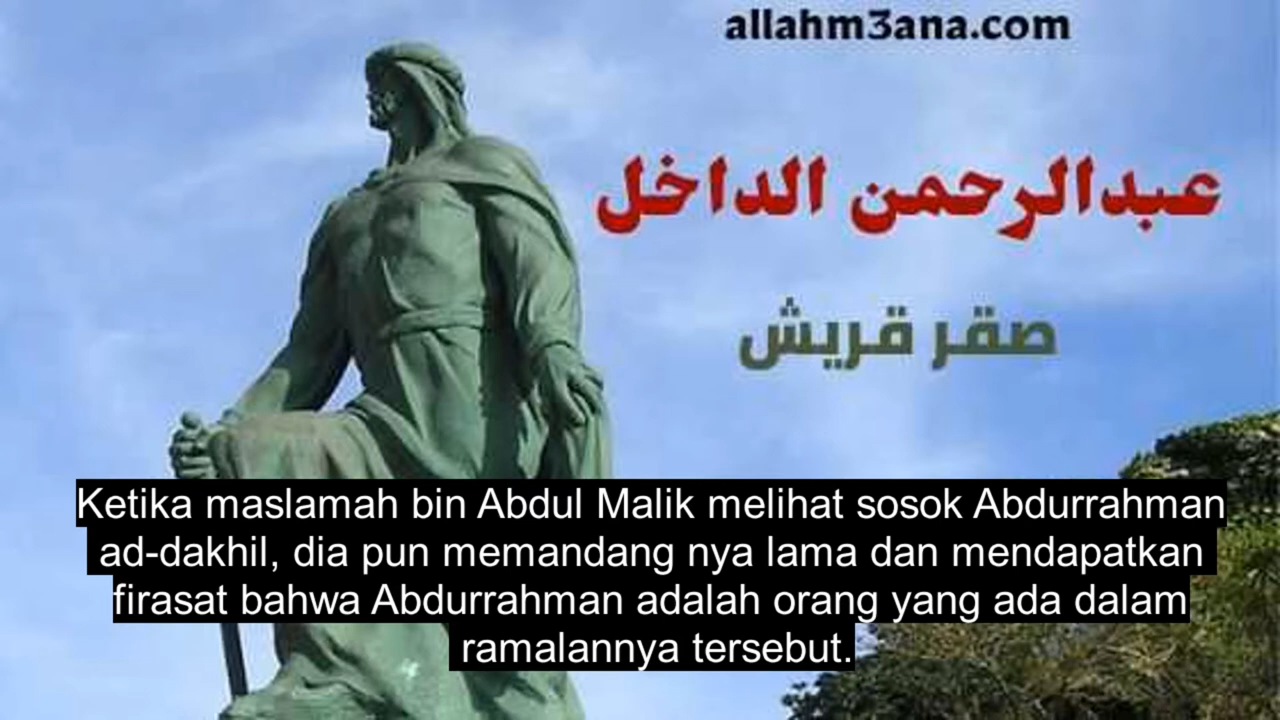 allahm3ana.com
عبدالرحمن الداخل
صقر قريش
Ketika maslamah bin Abdul Malik melihat sosok Abdurrahman
ad-dakhil, dia pun memandang nya lama dan mendapatkan
firasat bahwa Abdurrahman adalah orang yang ada dalam
ramalannya tersebut.